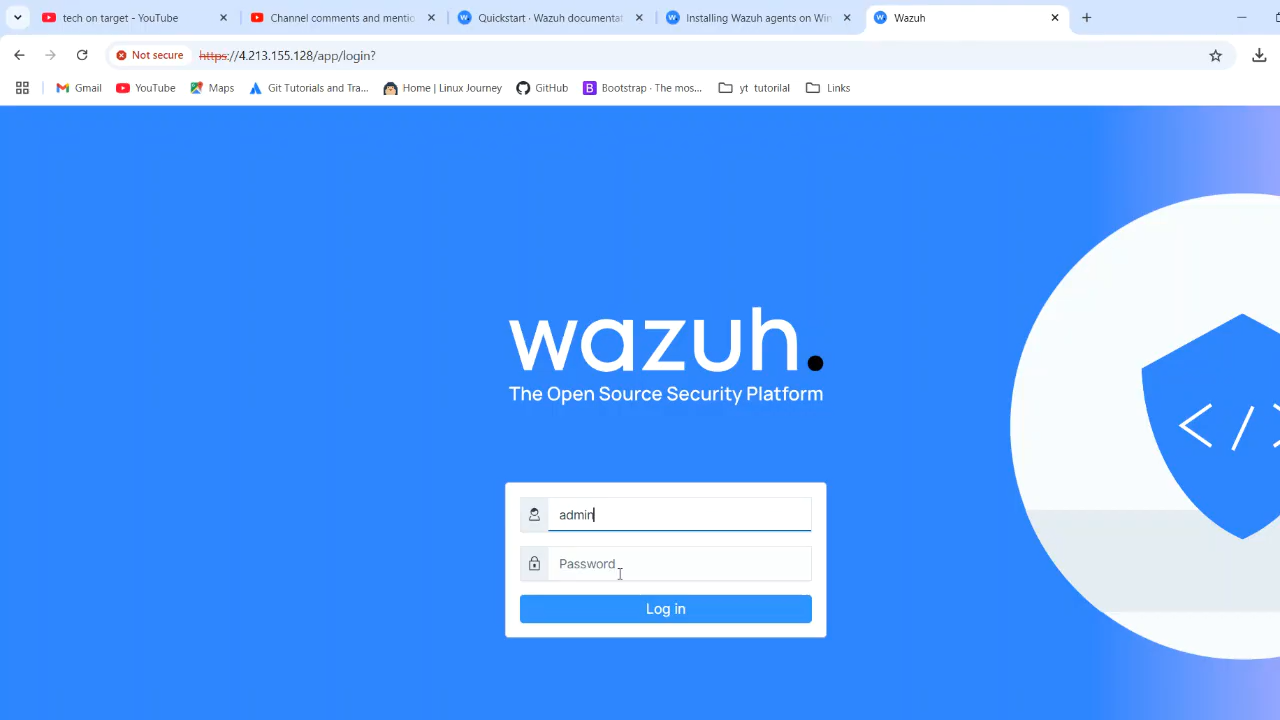 tech on target - YouTube
Channel comments and mentio
Quickstart · Wazuh documentat
Installing Wazuh agents on Win
Wazuh
Not secure
https://4.213.155.128/app/login?
Gmail
YouTube
Maps
Git Tutorials and Tra...
Home | Linux Journey
GitHub
Bootstrap · The mos...
yt tutorilal
Links
wazuh.
The Open Source Security Platform
admin
Password
Log in